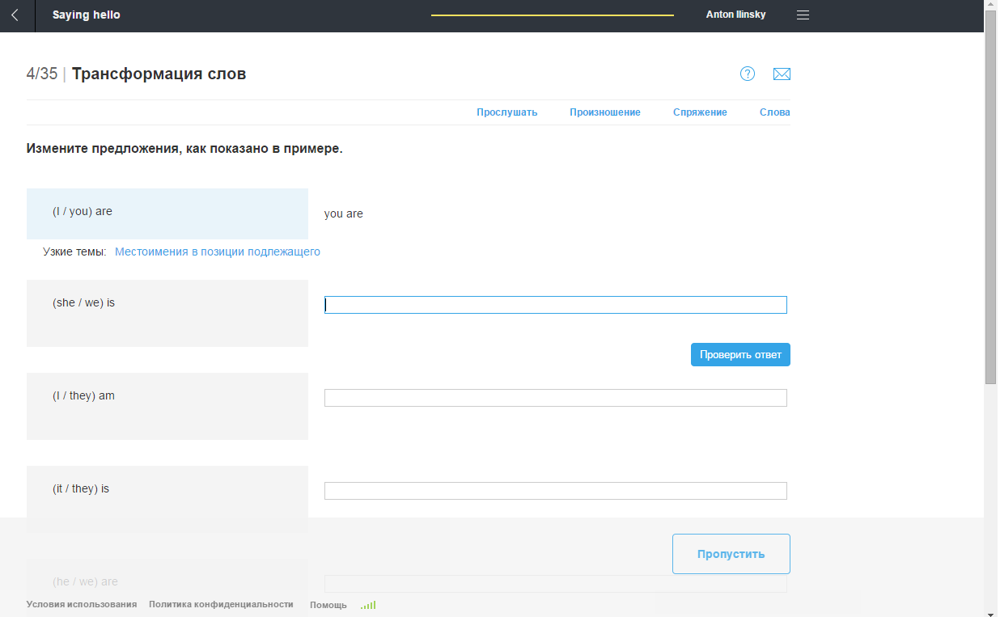 Saying hello
Anton Ilinsky
4/35 | Трансформация слов
?
Прослушать Произношение Спряжение Слова
Измените предложения, как показано в примере.
(I / you) are
you are
Узкие темы: Местоимения в позиции подлежащего
(she / we) is
Проверить ответ
(I / they) am
(it / they) is
Пропустить
(he / we) are
Условия использования Политика конфиденциальности Помощь